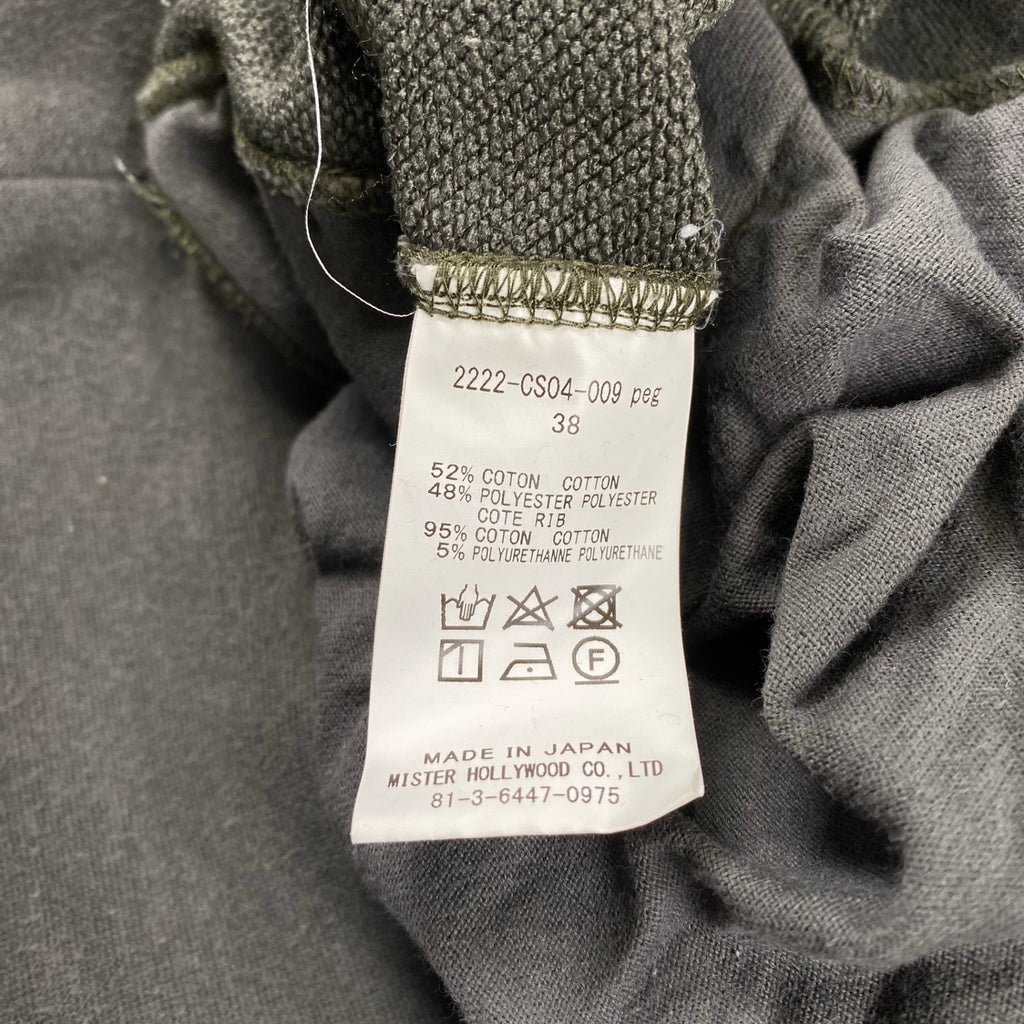 2222-CS04-009 peg
38
52% COTON COTTON
48% POLYESTER POLYESTER
COTE RIB
95% COTON COTTON
5% POLYURETHANNE POLYURETHANE
F
MADE IN JAPAN
MISTER HOLLYWOOD CO.,LTD
81-3-6447-0975